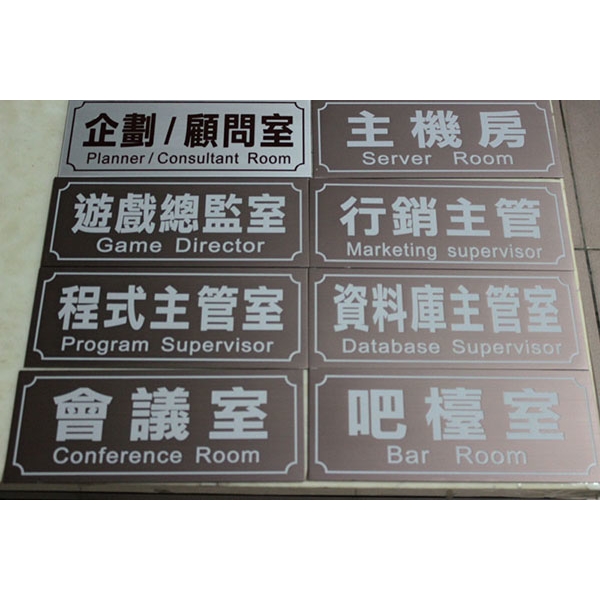 企劃/顧問室
Planner/Consultant Room
主機房
Server Room
遊戲總監室
Game Director
行銷主管
Marketing supervisor
程式主管室
Program Supervisor
資料庫主管室
Database Supervisor
會議室
Conference Room
吧檯室
Bar Room